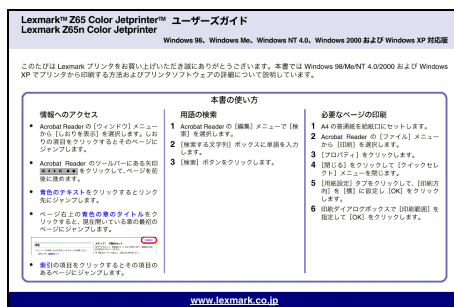 Lexmark™ Z65 Color Jetprinter™ ユーザーズガイド
Lexmark Z65n Color Jetprinter
Windows 98、Windows Me、Windows NT 4.0、Windows 2000 および Windows XP 対応版
このたびは Lexmark プリンタをお買い上げいただき誠にありがとうございます。本書では Windows 98/Me/NT 4.0/2000 および Windows
XP でプリンタから印刷する方法およびプリンタソフトウェアの詳細について説明しています。
本書の使い方
情報へのアクセス
• Acrobat Reader の [ウィンドウ] メニュー
から [しおりを表示] を選択します。しお
りの項目をクリックするとそのページに
ジャンプします。
• Acrobat Reader のツールバーにある矢印
をクリックして、ページを前
後に進めます。
• 青色のテキストをクリックするとリンク
先にジャンプします。
• ページ右上の青色の章のタイトルをク
リックすると、現在開いている章の最初の
ページにジャンプします。
• 索引の項目をクリックするとその項目の
あるページにジャンプします。
用語の検索
1 Acrobat Reader の [編集] メニューで [検
索] を選択します。
2 [検索する文字列] ボックスに単語を入力
します。
3 [検索] ボタンをクリックします。
必要なページの印刷
1 A4 の普通紙を給紙口にセットします。
2 Acrobat Reader の [ファイル] メニュー
から [印刷] を選択します。
3 [プロパティ] をクリックします。
4 [閉じる] をクリックして [クイックセレ
クト] メニューを閉じます。
5 [用紙設定] タブをクリックして、[印刷方
向] を [横] に設定し [OK] をクリック
します。
6 印刷ダイアログボックスで [印刷範囲] を
指定して [OK] をクリックします。
www.lexmark.co.jp